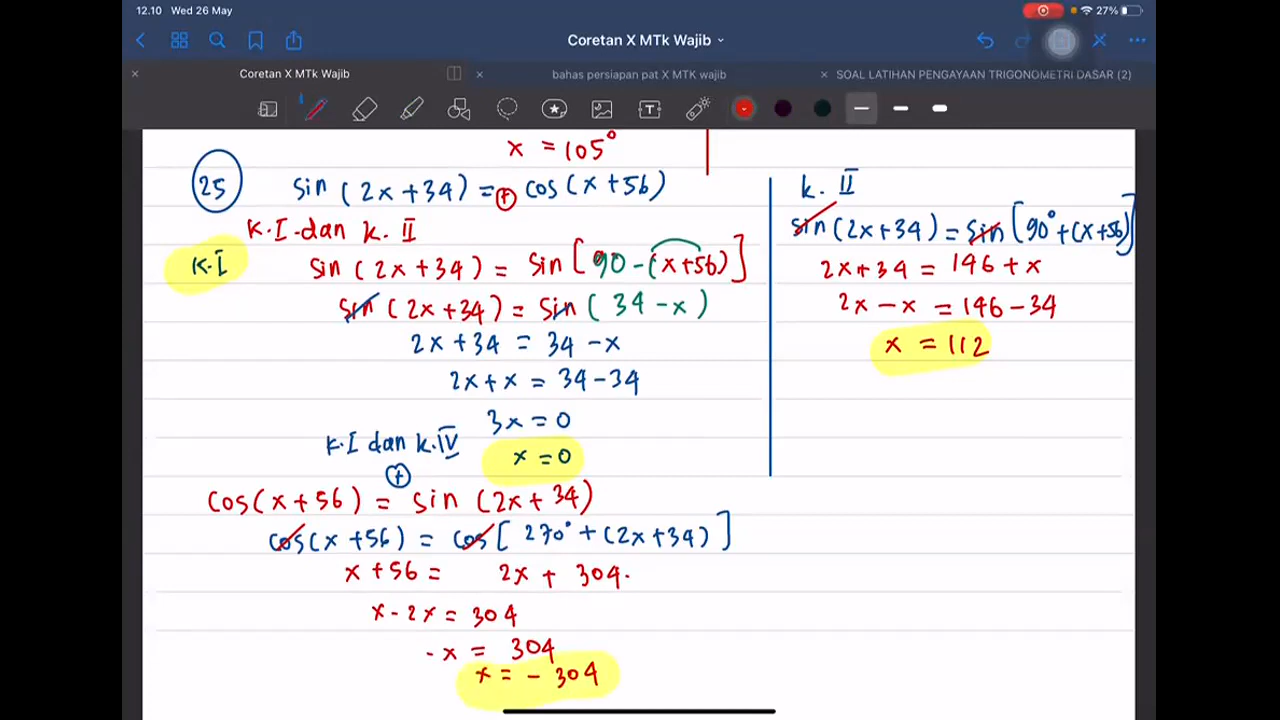 12.10 Wed 26 May
27%
Coretan X MTk Wajib
Coretan X MTk Wajib
bahas persiapan pat X MTK wajib
SOAL LATIHAN PENGAYAAN TRIGONOMETRI DASAR (2)
x = 105°
25 sin (2x+34) = + cos(x+56)
K.I dan k. II
K.I
sin (2x+34) = sin [90 - (x+56)]
sin (2x+34) = sin (34 - x)
2x + 34 = 34 - x
2x + x = 34 - 34
3x = 0
x = 0
K.I dan k.IV
+
cos(x+56) = sin (2x + 34)
cos(x+56) = cos[270° + (2x+34)]
x + 56 = 2x + 304.
x - 2x = 304
-x = 304
x = - 304
k. II
sin (2x+34) = sin [90° + (x+56)]
2x+34 = 146 + x
2x - x = 146 - 34
x = 112